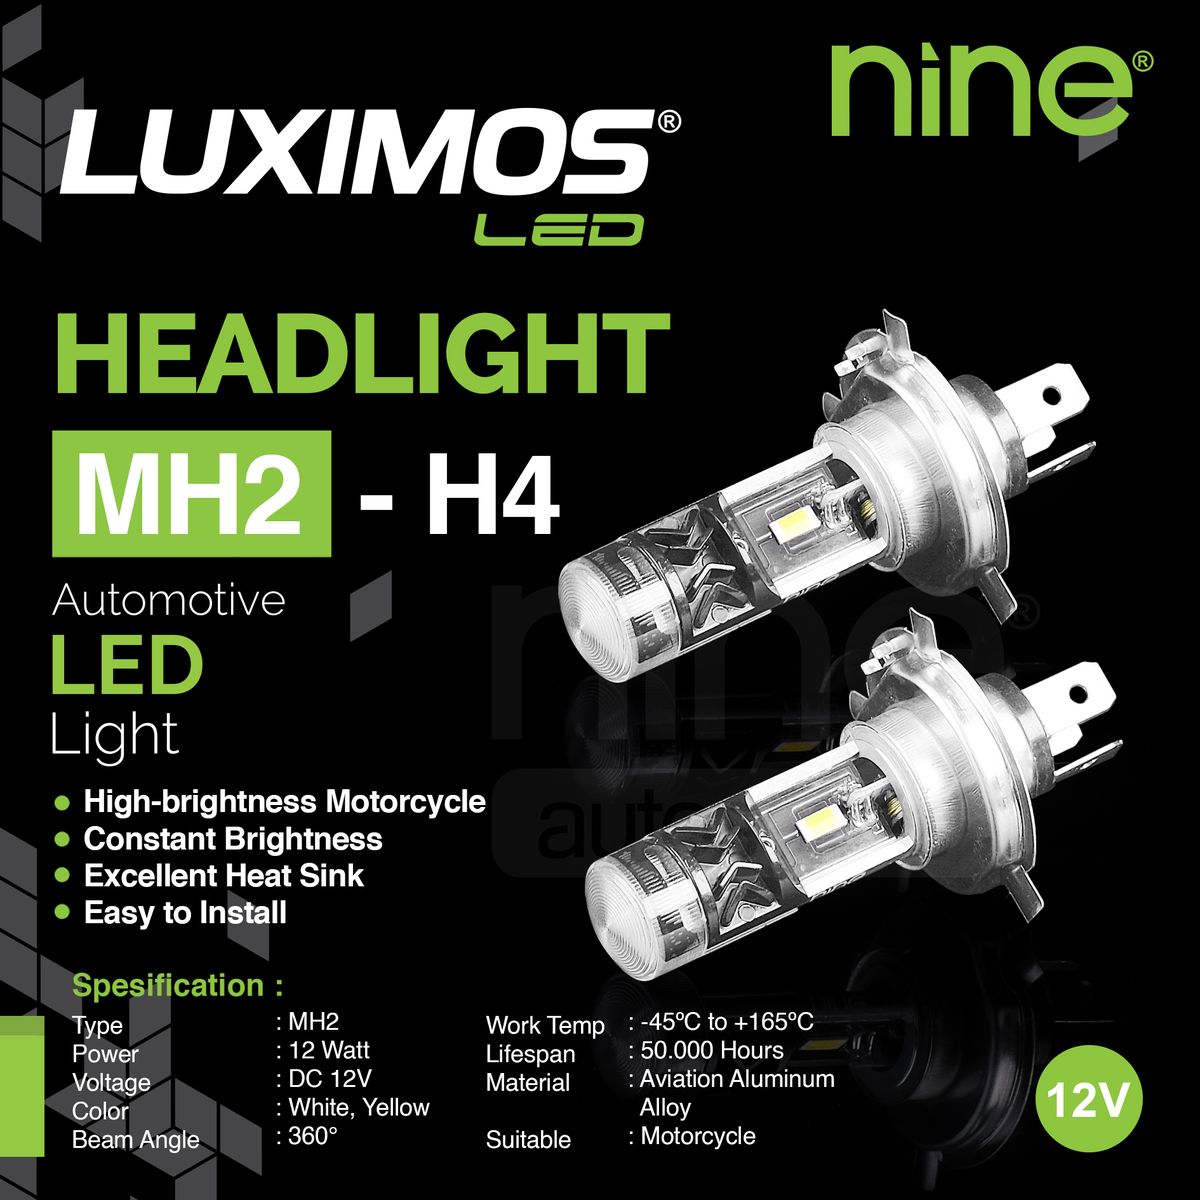 nine®
LUXIMOS®
LED
HEADLIGHT
MH2 - H4
Automotive
LED
Light
• High-brightness Motorcycle
• Constant Brightness
• Excellent Heat Sink
• Easy to Install
Spesification :
Type : MH2
Power : 12 Watt
Voltage : DC 12V
Color : White, Yellow
Beam Angle : 360°
Work Temp : -45ºC to +165ºC
Lifespan : 50.000 Hours
Material : Aviation Aluminum
Alloy
Suitable : Motorcycle
12V
nine®